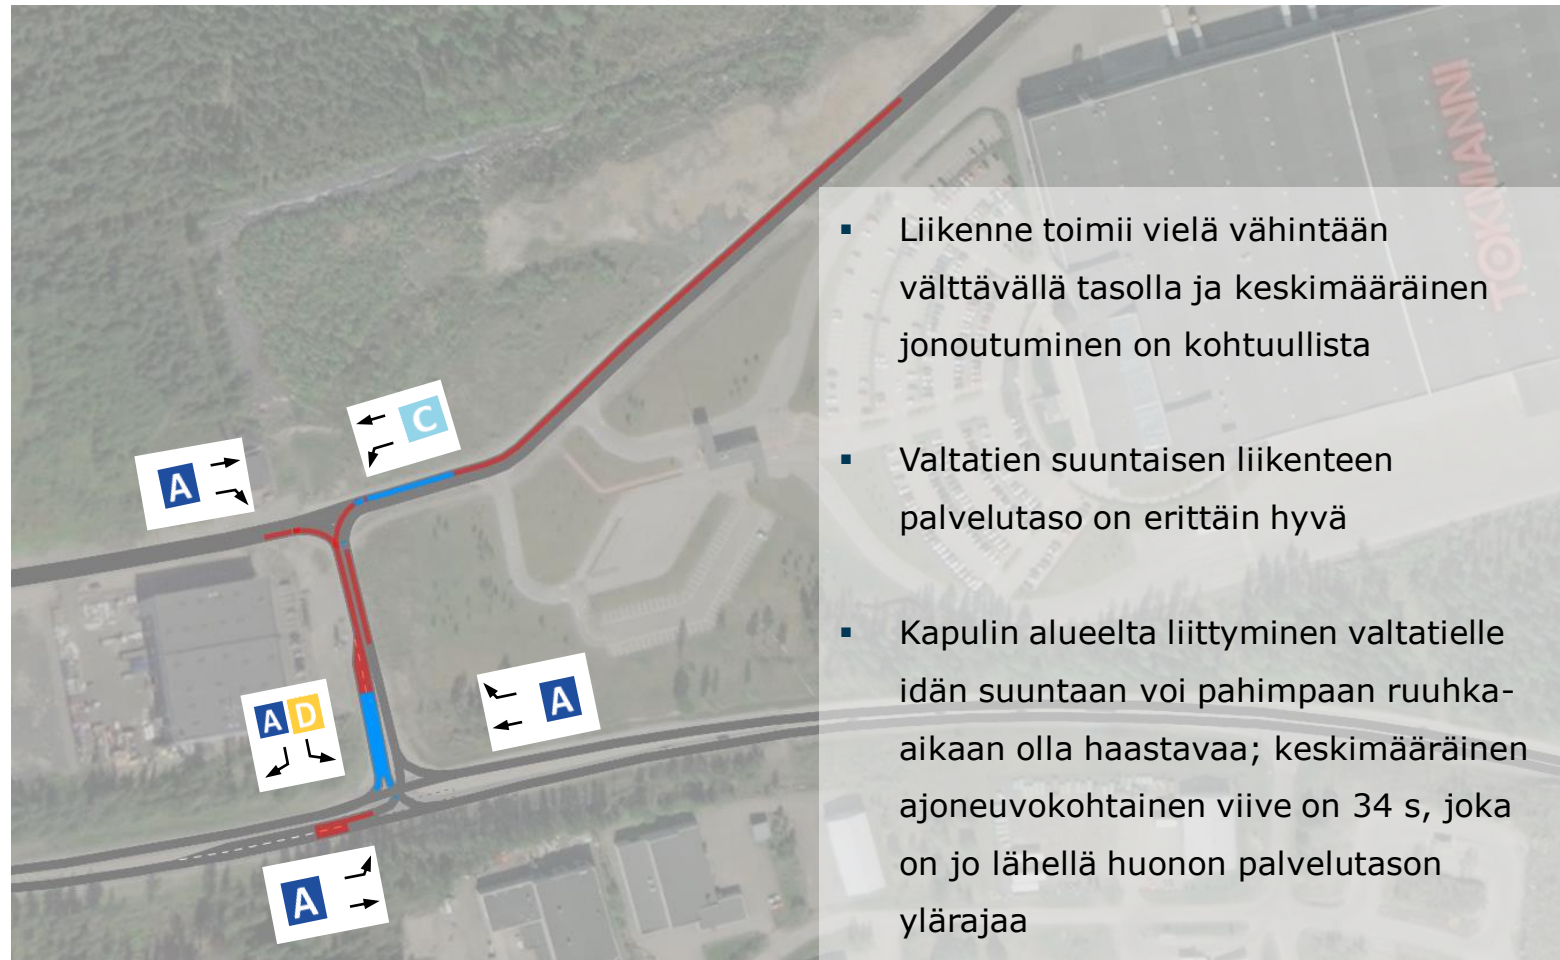 TOKMANNI
C
A
A D
A
A
▪ Liikenne toimii vielä vähintään
välttävällä tasolla ja keskimääräinen
jonoutuminen on kohtuullista
▪ Valtatien suuntaisen liikenteen
palvelutaso on erittäin hyvä
▪ Kapulin alueelta liittyminen valtatielle
idän suuntaan voi pahimpaan ruuhka-
aikaan olla haastavaa; keskimääräinen
ajoneuvokohtainen viive on 34 s, joka
on jo lähellä huonon palvelutason
ylärajaa